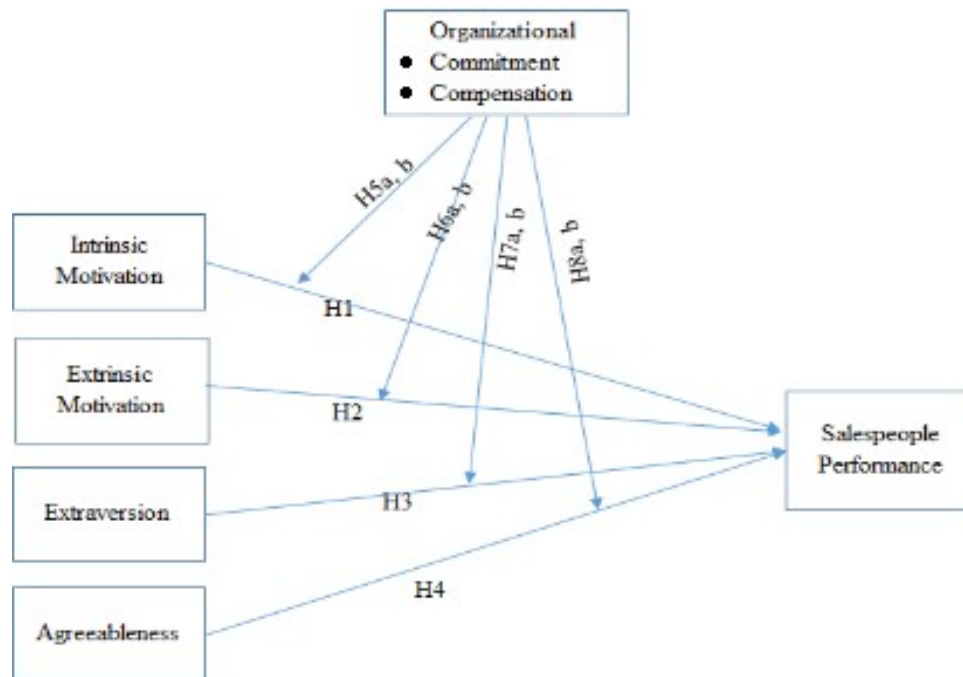 Organizational
• Commitment
• Compensation
H5a, b
H6a, b
H7a, b
H8a, b
Intrinsic
Motivation
H1
Extrinsic
Motivation
H2
Salespeople
Performance
Extraversion
H3
H4
Agreeableness